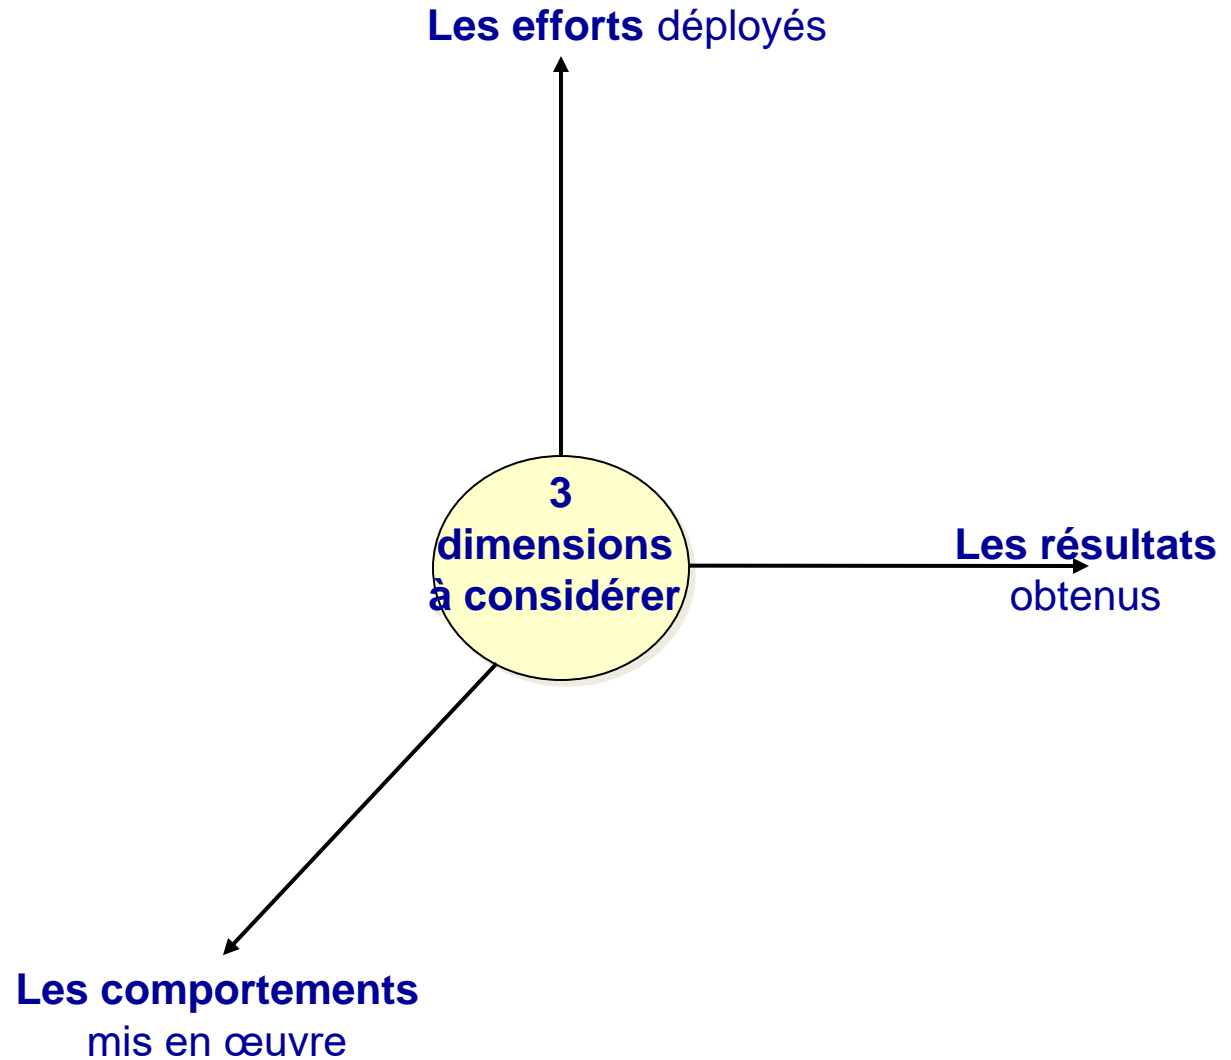 Les efforts déployés
3
dimensions
à considérer
Les résultats
obtenus
Les comportements
mis en œuvre